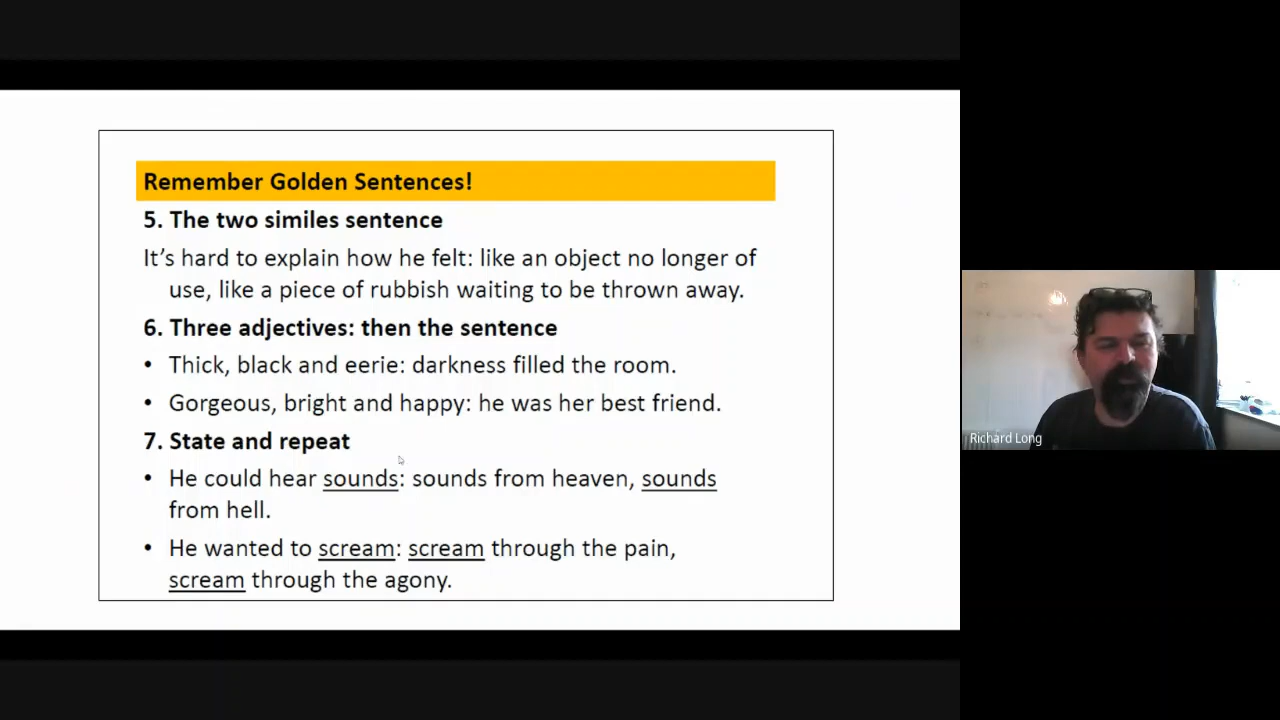 Remember Golden Sentences!
5. The two similes sentence
It’s hard to explain how he felt: like an object no longer of
use, like a piece of rubbish waiting to be thrown away.
6. Three adjectives: then the sentence
• Thick, black and eerie: darkness filled the room.
• Gorgeous, bright and happy: he was her best friend.
7. State and repeat
• He could hear sounds: sounds from heaven, sounds
from hell.
• He wanted to scream: scream through the pain,
scream through the agony.
Richard Long